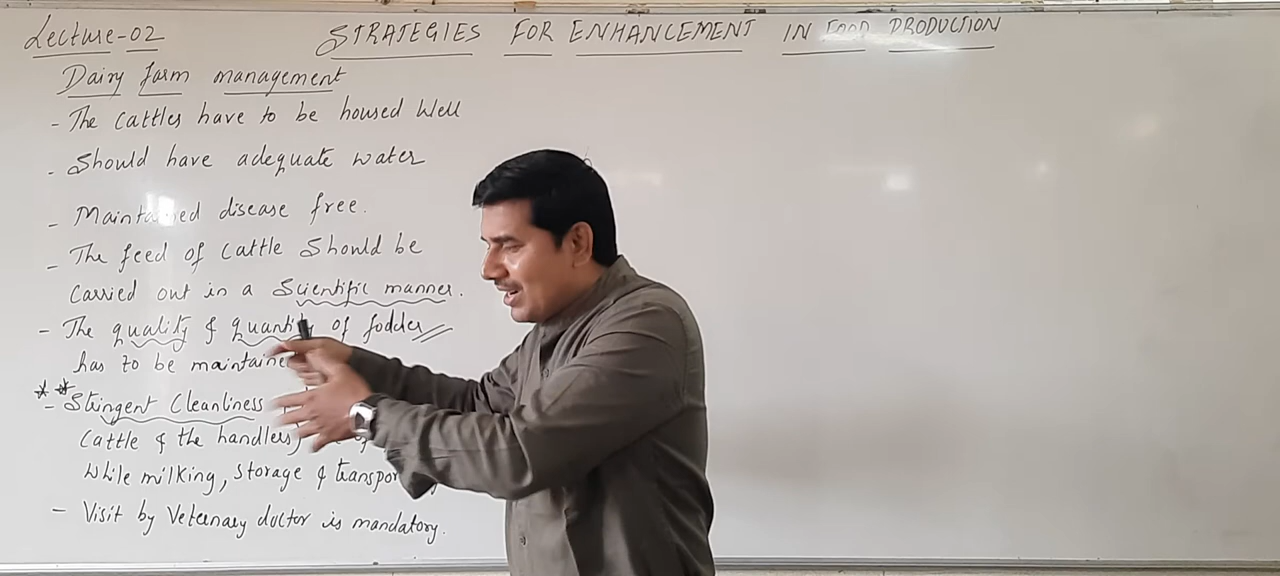 Lecture-02
STRATEGIES FOR ENHANCEMENT IN FOOD PRODUCTION
Dairy farm management
- The cattles have to be housed well
- Should have adequate water
- Maintained disease free.
- The feed of cattle Should be
Carried out in a Scientific manner.
- The quality & quantity of fodder
has to be maintaine
** - Stringent Cleanliness
Cattle & the handlers,
While milking, Storage & transpor
- Visit by Veternary doctor is mandatory.